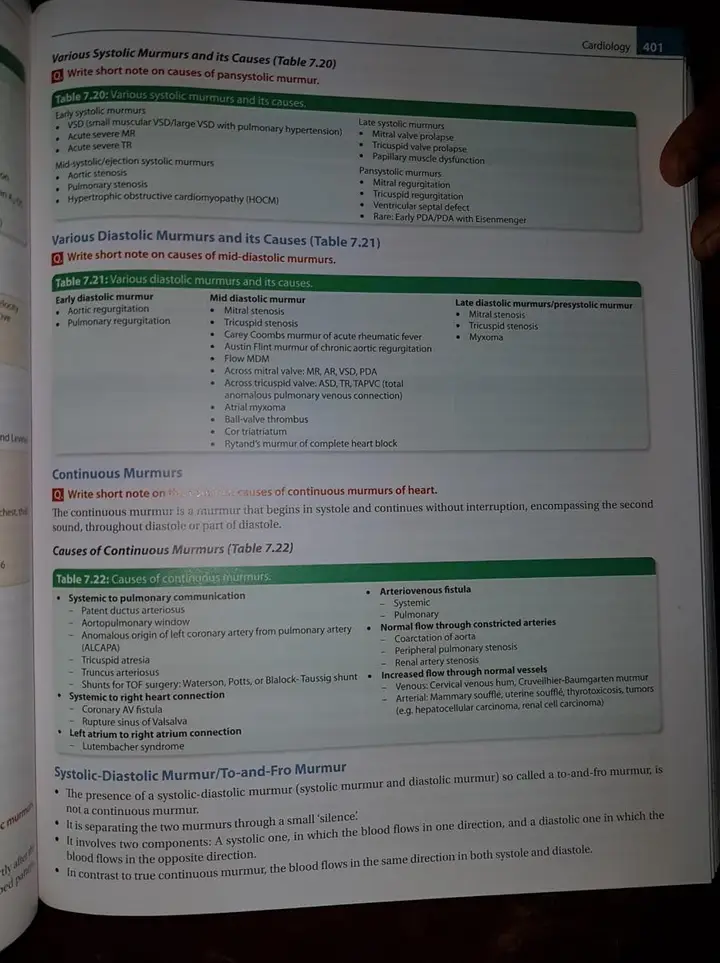 Cardiology 401
Various Systolic Murmurs and its Causes (Table 7.20)
Q. Write short note on causes of pansystolic murmur.
Table 7.20: Various systolic murmurs and its causes.
Early systolic murmurs
• VSD (small muscular VSD/large VSD with pulmonary hypertension)
• Acute severe MR
• Acute severe TR
Mid-systolic/ejection systolic murmurs
• Aortic stenosis
• Pulmonary stenosis
• Hypertrophic obstructive cardiomyopathy (HOCM)
Late systolic murmurs
• Mitral valve prolapse
• Tricuspid valve prolapse
• Papillary muscle dysfunction
Pansystolic murmurs
• Mitral regurgitation
• Tricuspid regurgitation
• Ventricular septal defect
• Rare: Early PDA/PDA with Eisenmenger
Various Diastolic Murmurs and its Causes (Table 7.21)
Q. Write short note on causes of mid-diastolic murmurs.
Table 7.21: Various diastolic murmurs and its causes.
Early diastolic murmur
• Aortic regurgitation
• Pulmonary regurgitation
Mid diastolic murmur
• Mitral stenosis
• Tricuspid stenosis
• Carey Coombs murmur of acute rheumatic fever
• Austin Flint murmur of chronic aortic regurgitation
• Flow MDM
• Across mitral valve: MR, AR, VSD, PDA
• Across tricuspid valve: ASD, TR, TAPVC (total
anomalous pulmonary venous connection)
• Atrial myxoma
• Ball-valve thrombus
• Cor triatriatum
• Rytand's murmur of complete heart block
Late diastolic murmurs/presystolic murmur
• Mitral stenosis
• Tricuspid stenosis
• Myxoma
Continuous Murmurs
Q. Write short note on causes of continuous murmurs of heart.
The continuous murmur is a murmur that begins in systole and continues without interruption, encompassing the second
sound, throughout diastole or part of diastole.
Causes of Continuous Murmurs (Table 7.22)
Table 7.22: Causes of continuous murmurs.
• Systemic to pulmonary communication
– Patent ductus arteriosus
– Aortopulmonary window
– Anomalous origin of left coronary artery from pulmonary artery
(ALCAPA)
– Tricuspid atresia
– Truncus arteriosus
– Shunts for TOF surgery: Waterson, Potts, or Blalock- Taussig shunt
• Systemic to right heart connection
– Coronary AV fistula
– Rupture sinus of Valsalva
• Left atrium to right atrium connection
– Lutembacher syndrome
• Arteriovenous fistula
– Systemic
– Pulmonary
• Normal flow through constricted arteries
– Coarctation of aorta
– Peripheral pulmonary stenosis
– Renal artery stenosis
• Increased flow through normal vessels
– Venous: Cervical venous hum, Cruveilhier-Baumgarten murmur
– Arterial: Mammary soufflé, uterine soufflé, thyrotoxicosis, tumors
(e.g. hepatocellular carcinoma, renal cell carcinoma)
Systolic-Diastolic Murmur/To-and-Fro Murmur
• The presence of a systolic-diastolic murmur (systolic murmur and diastolic murmur) so called a to-and-fro murmur, is
not a continuous murmur.
• It is separating the two murmurs through a small 'silence.'
• It involves two components: A systolic one, in which the blood flows in one direction, and a diastolic one in which the
blood flows in the opposite direction.
• In contrast to true continuous murmur, the blood flows in the same direction in both systole and diastole.